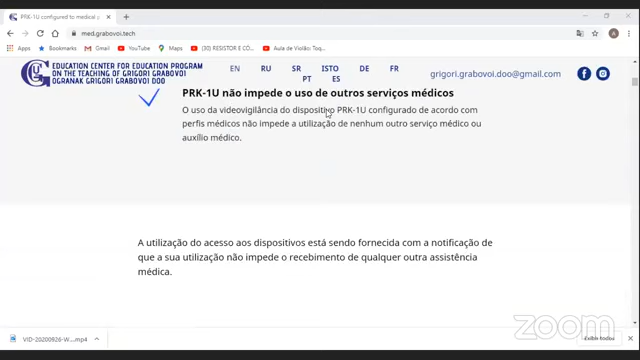 PRK-1U configured to medical p
med.grabovoi.tech
Apps Bookmarks Gmail YouTube Maps (30) RESISTOR E CÓ... Aula de Violão: Toq...
EDUCATION CENTER FOR EDUCATION PROGRAM
ON THE TEACHING OF GRIGORI GRABOVOI
OGRANAK GRIGORI GRABOVOI DOO
EN RU SR ISTO DE FR
PT ES
grigori.grabovoi.doo@gmail.com
PRK-1U não impede o uso de outros serviços médicos
O uso da videovigilância do dispositivo PRK-1U configurado de acordo com
perfis médicos não impede a utilização de nenhum outro serviço médico ou
auxílio médico.
A utilização do acesso aos dispositivos está sendo fornecida com a notificação de
que a sua utilização não impede o recebimento de qualquer outra assistência
médica.
zoom
VID-20200926-W....mp4
Exibir todos